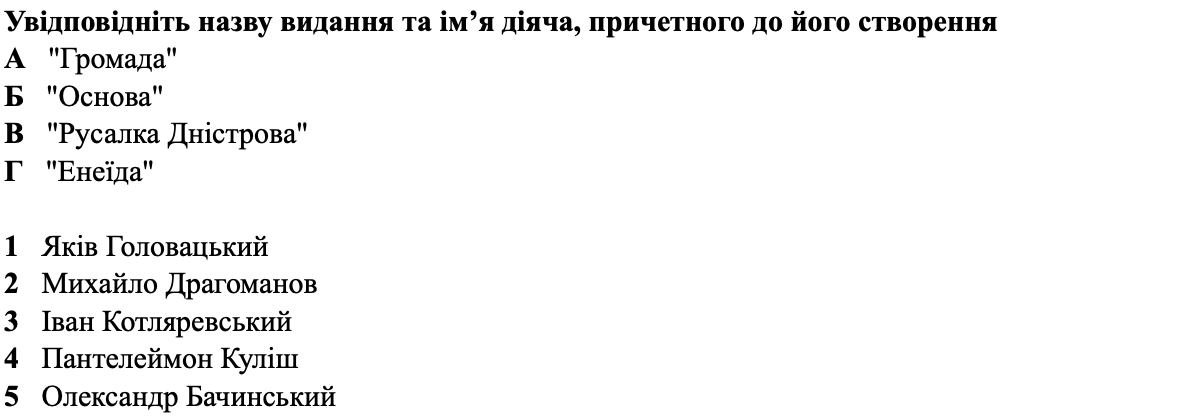 Увідповідніть назву видання та ім’я діяча, причетного до його створення
А "Громада"
Б "Основа"
В "Русалка Дністрова"
Г "Енеїда"
1 Яків Головацький
2 Михайло Драгоманов
3 Іван Котляревський
4 Пантелеймон Куліш
5 Олександр Бачинський